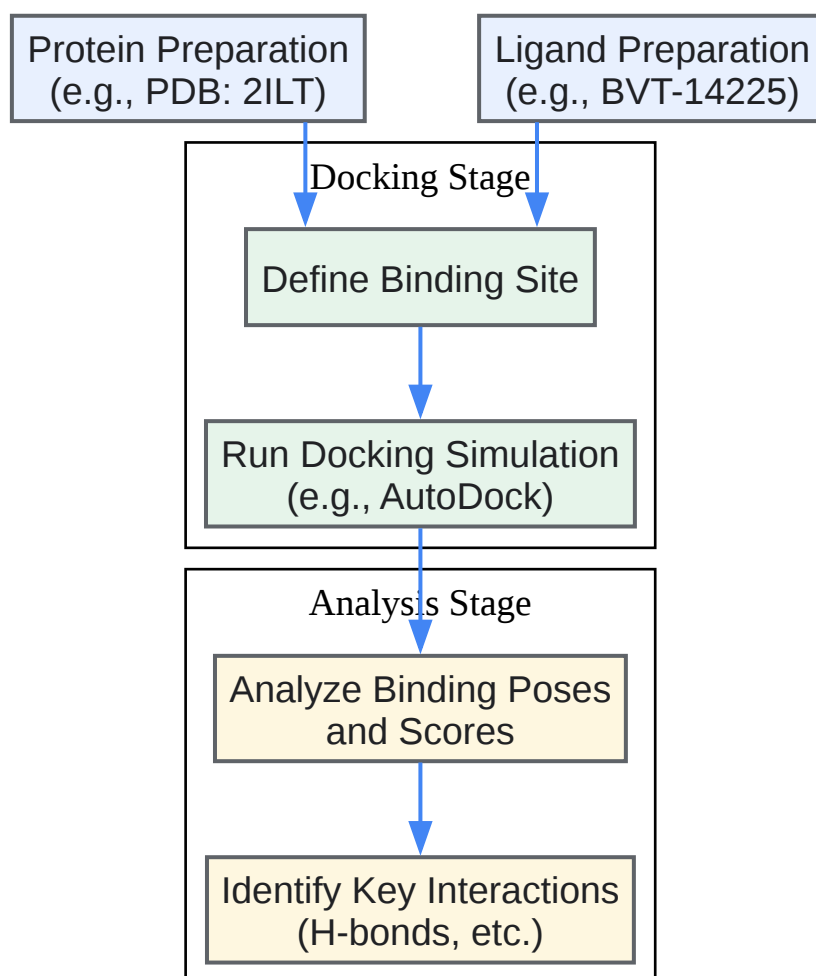 Protein Preparation
(e.g., PDB: 2ILT)
Ligand Preparation
(e.g., BVT-14225)
Docking Stage
Define Binding Site
Run Docking Simulation
(e.g., AutoDock)
Analysis Stage
Analyze Binding Poses
and Scores
Identify Key Interactions
(H-bonds, etc.)